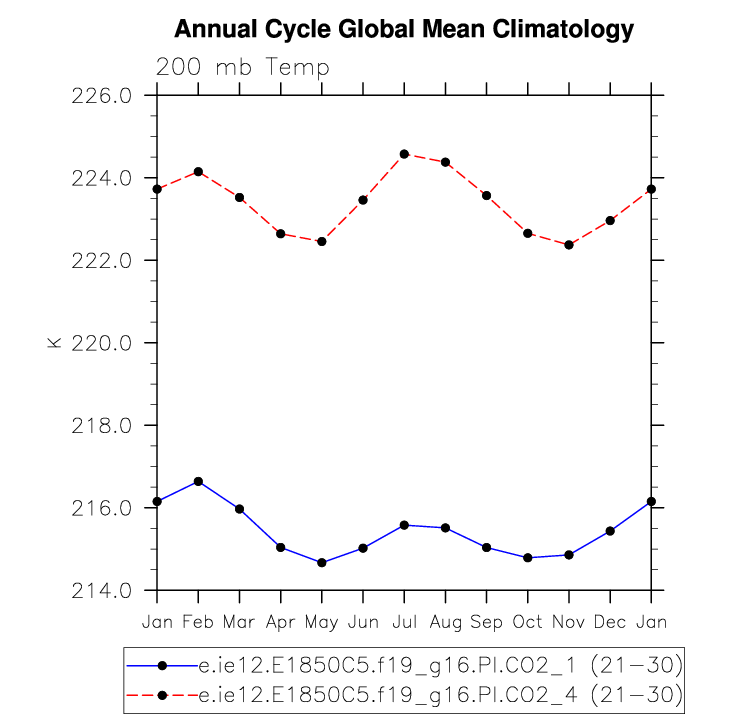 Annual Cycle Global Mean Climatology
200 mb Temp
226.0
224.0
222.0
K
220.0
218.0
216.0
214.0
Jan Feb Mar Apr May Jun Jul Aug Sep Oct Nov Dec Jan
e.ie12.E1850C5.f19_g16.PI.CO2_1 (21-30)
e.ie12.E1850C5.f19_g16.PI.CO2_4 (21-30)